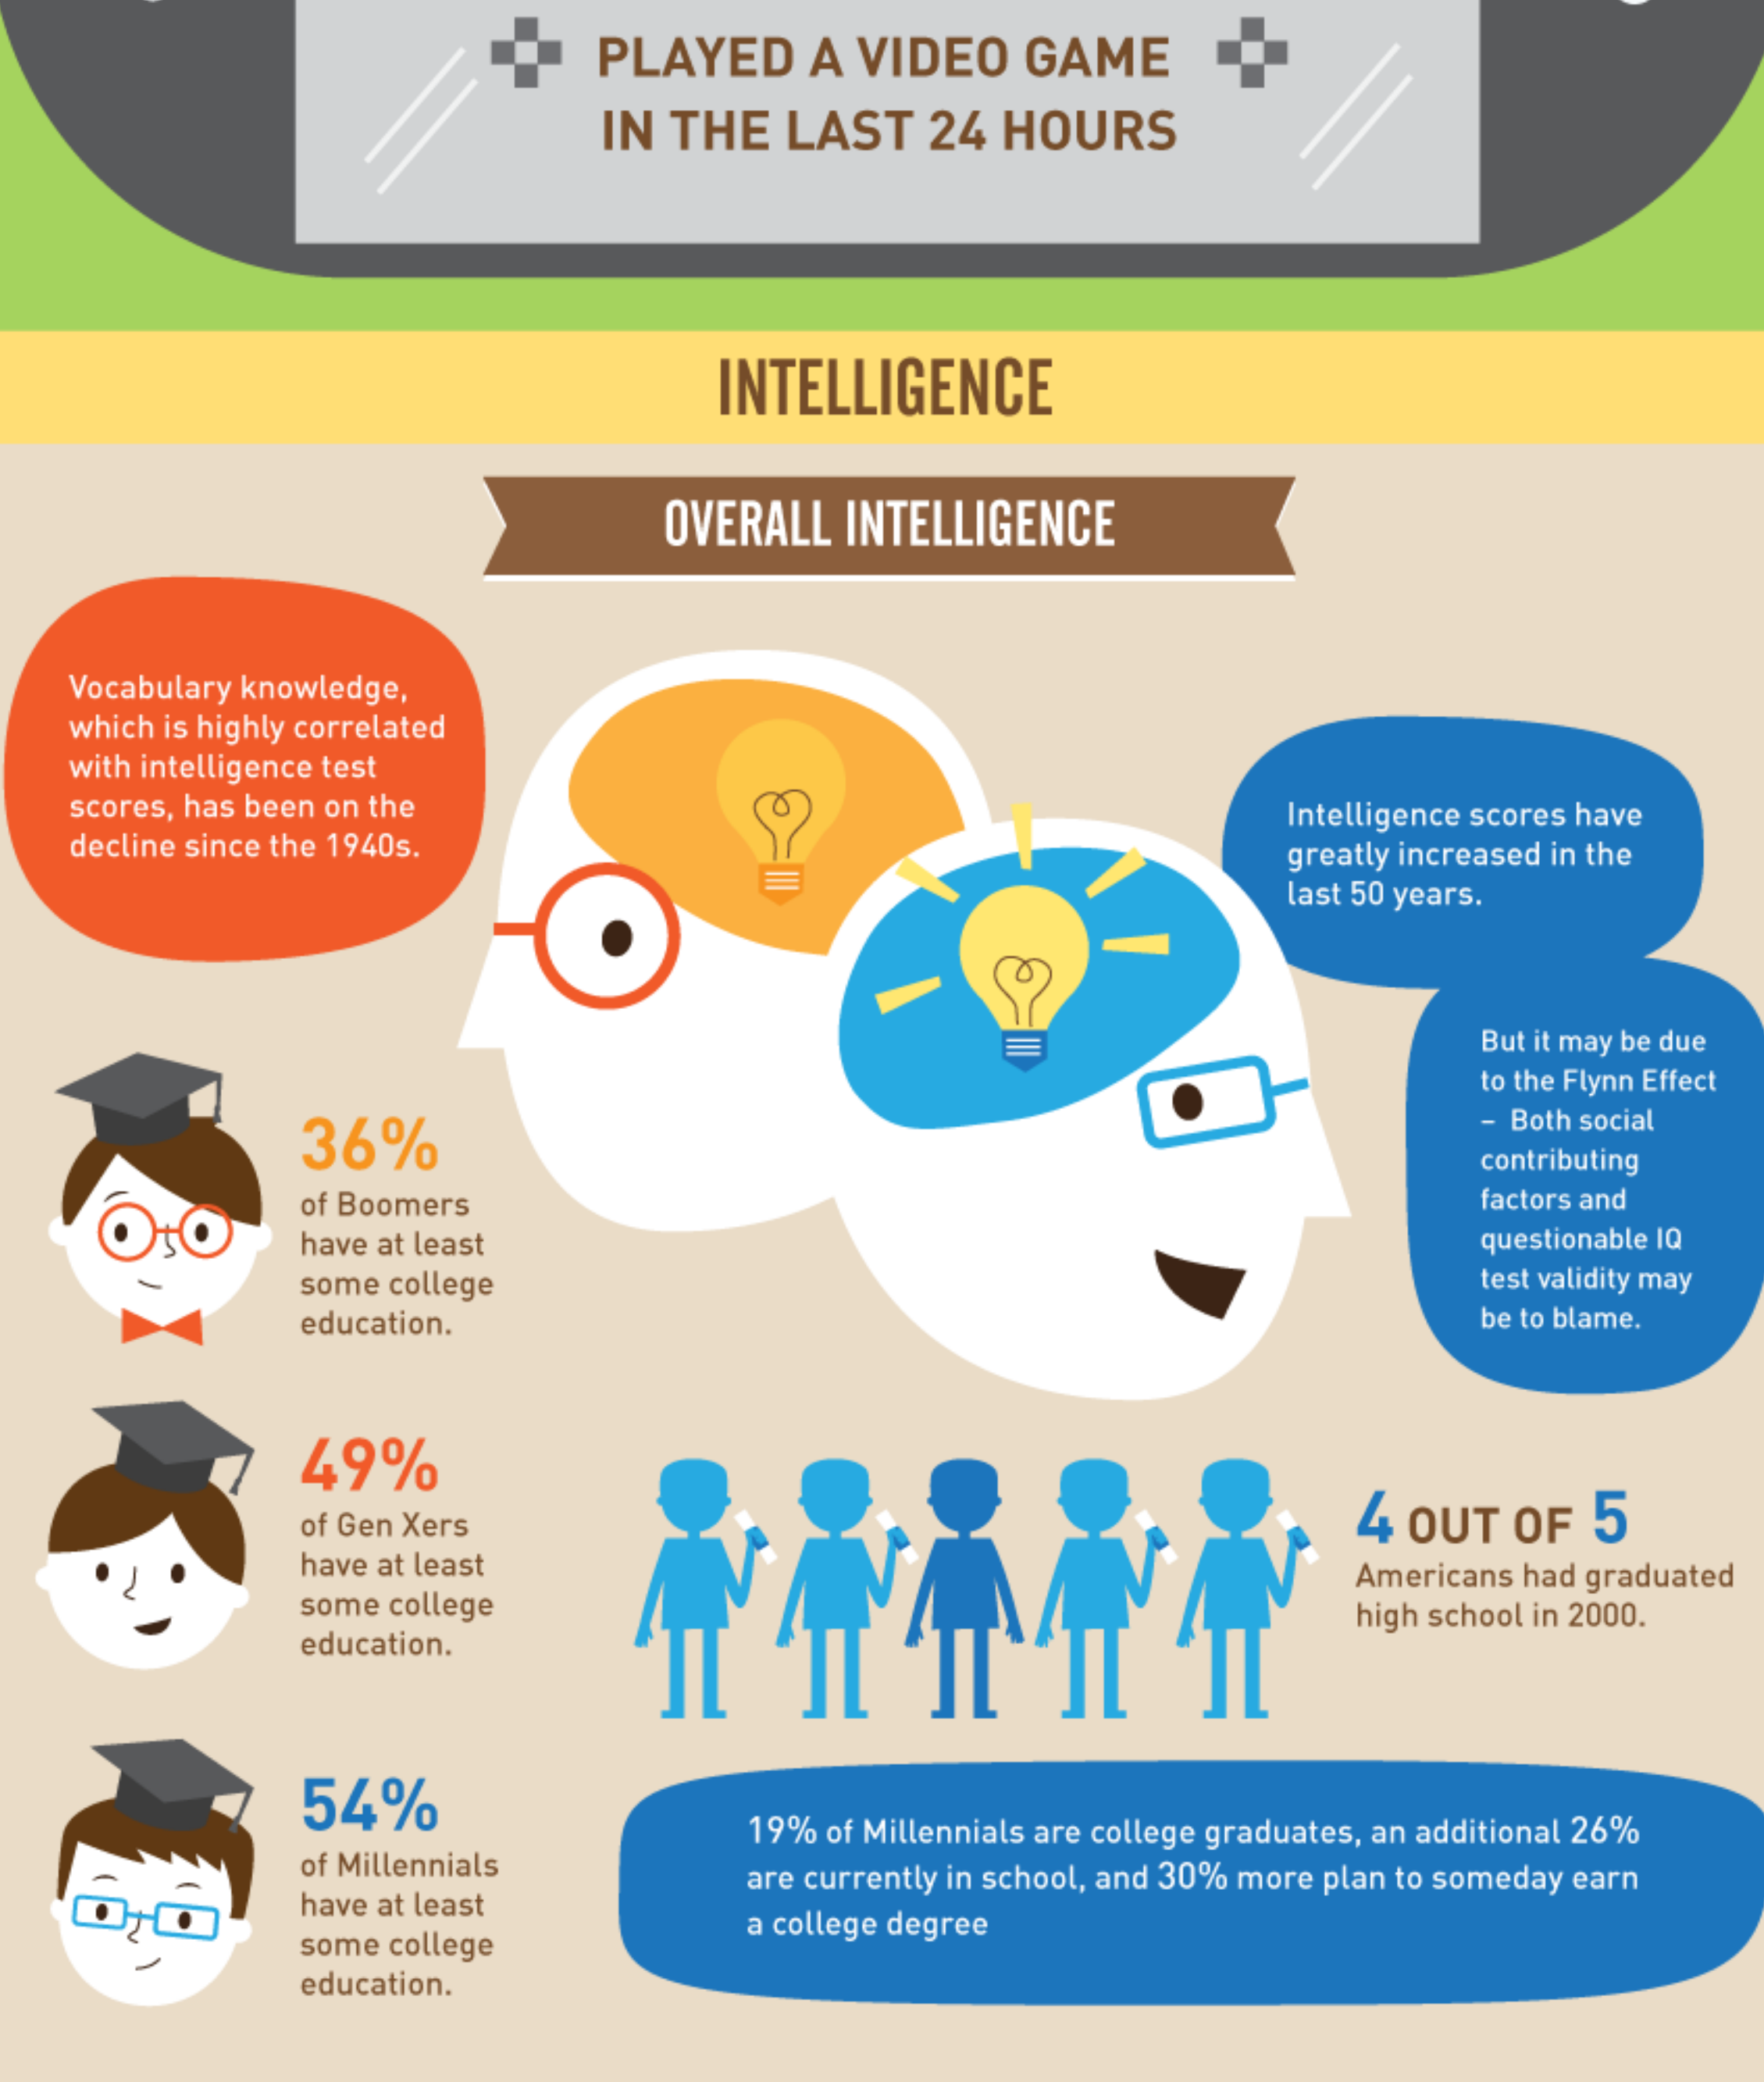 PLAYED A VIDEO GAME
IN THE LAST 24 HOURS
INTELLIGENCE
OVERALL INTELLIGENCE
Vocabulary knowledge,
which is highly correlated
with intelligence test
scores, has been on the
decline since the 1940s.
Intelligence scores have
greatly increased in the
last 50 years.
But it may be due
to the Flynn Effect
– Both social
contributing
factors and
questionable IQ
test validity may
be to blame.
36%
of Boomers
have at least
some college
education.
49%
of Gen Xers
have at least
some college
education.
4 OUT OF 5
Americans had graduated
high school in 2000.
54%
of Millennials
have at least
some college
education.
19% of Millennials are college graduates, an additional 26%
are currently in school, and 30% more plan to someday earn
a college degree